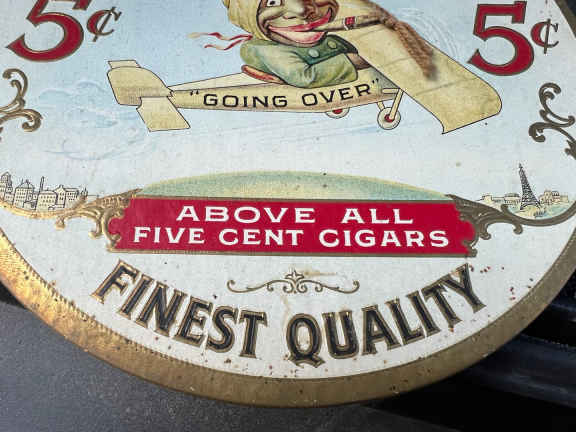 5¢ 5¢
"GOING OVER"
ABOVE ALL
FIVE CENT CIGARS
FINEST QUALITY